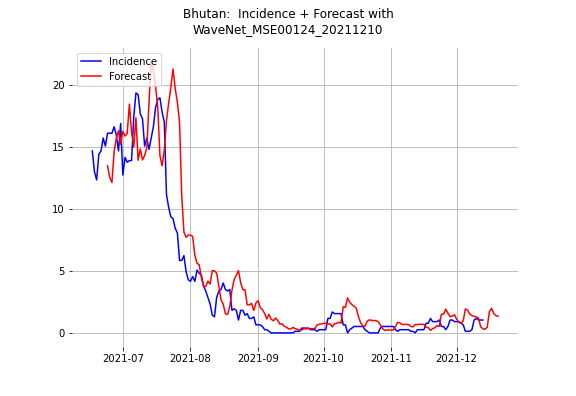 Bhutan:  Incidence + Forecast with
WaveNet_MSE00124_20211210
Incidence
Forecast
20
15
10
5
0
2021-07 2021-08 2021-09 2021-10 2021-11 2021-12